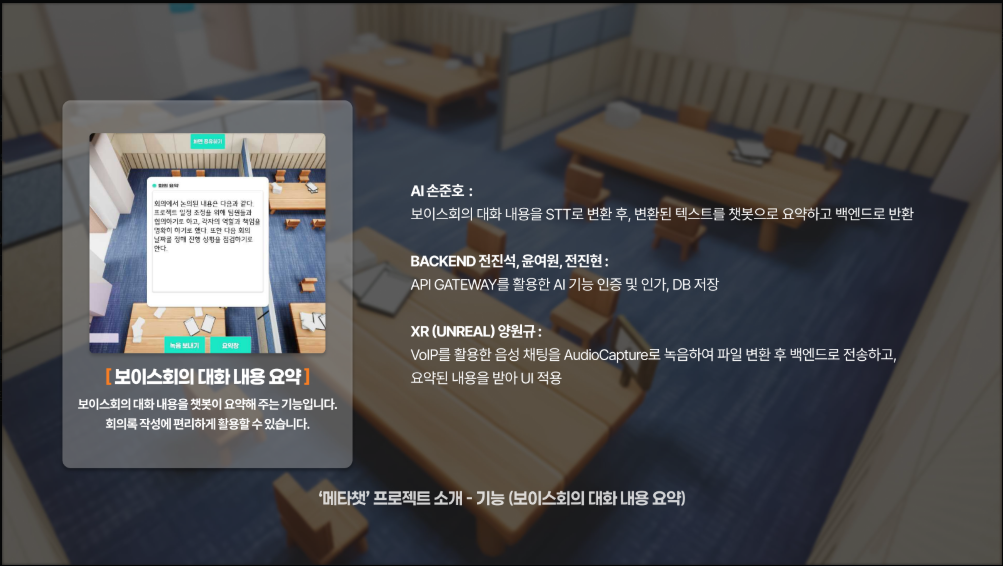 회의 요약
회의에서 논의된 내용은 다음과 같다.
프로젝트 일정 조정을 위해 팀원들과
협의하기로 하고, 각자의 역할과 책임을
명확히 하기로 했다. 또한 다음 회의
날짜를 정해 진행 상황을 점검하기로
한다.
녹음 보내기
요약장
[ 보이스회의 대화 내용 요약 ]
보이스회의 대화 내용을 챗봇이 요약해 주는 기능입니다.
회의록 작성에 편리하게 활용할 수 있습니다.
AI 손준호 :
보이스회의 대화 내용을 STT로 변환 후, 변환된 텍스트를 챗봇으로 요약하고 백엔드로 반환
BACKEND 전진석, 윤여원, 전진현 :
API GATEWAY를 활용한 AI 기능 인증 및 인가, DB 저장
XR (UNREAL) 양원규 :
VoIP를 활용한 음성 채팅을 AudioCapture로 녹음하여 파일 변환 후 백엔드로 전송하고,
요약된 내용을 받아 UI 적용
‘메타챗’ 프로젝트 소개 - 기능 (보이스회의 대화 내용 요약)